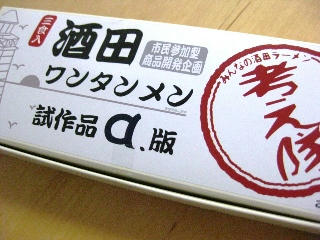 三食入
酒田
市民参加型
商品開発企画
ワンタンメン
試作品α.版
みんなの酒田ラーメン
考え隊